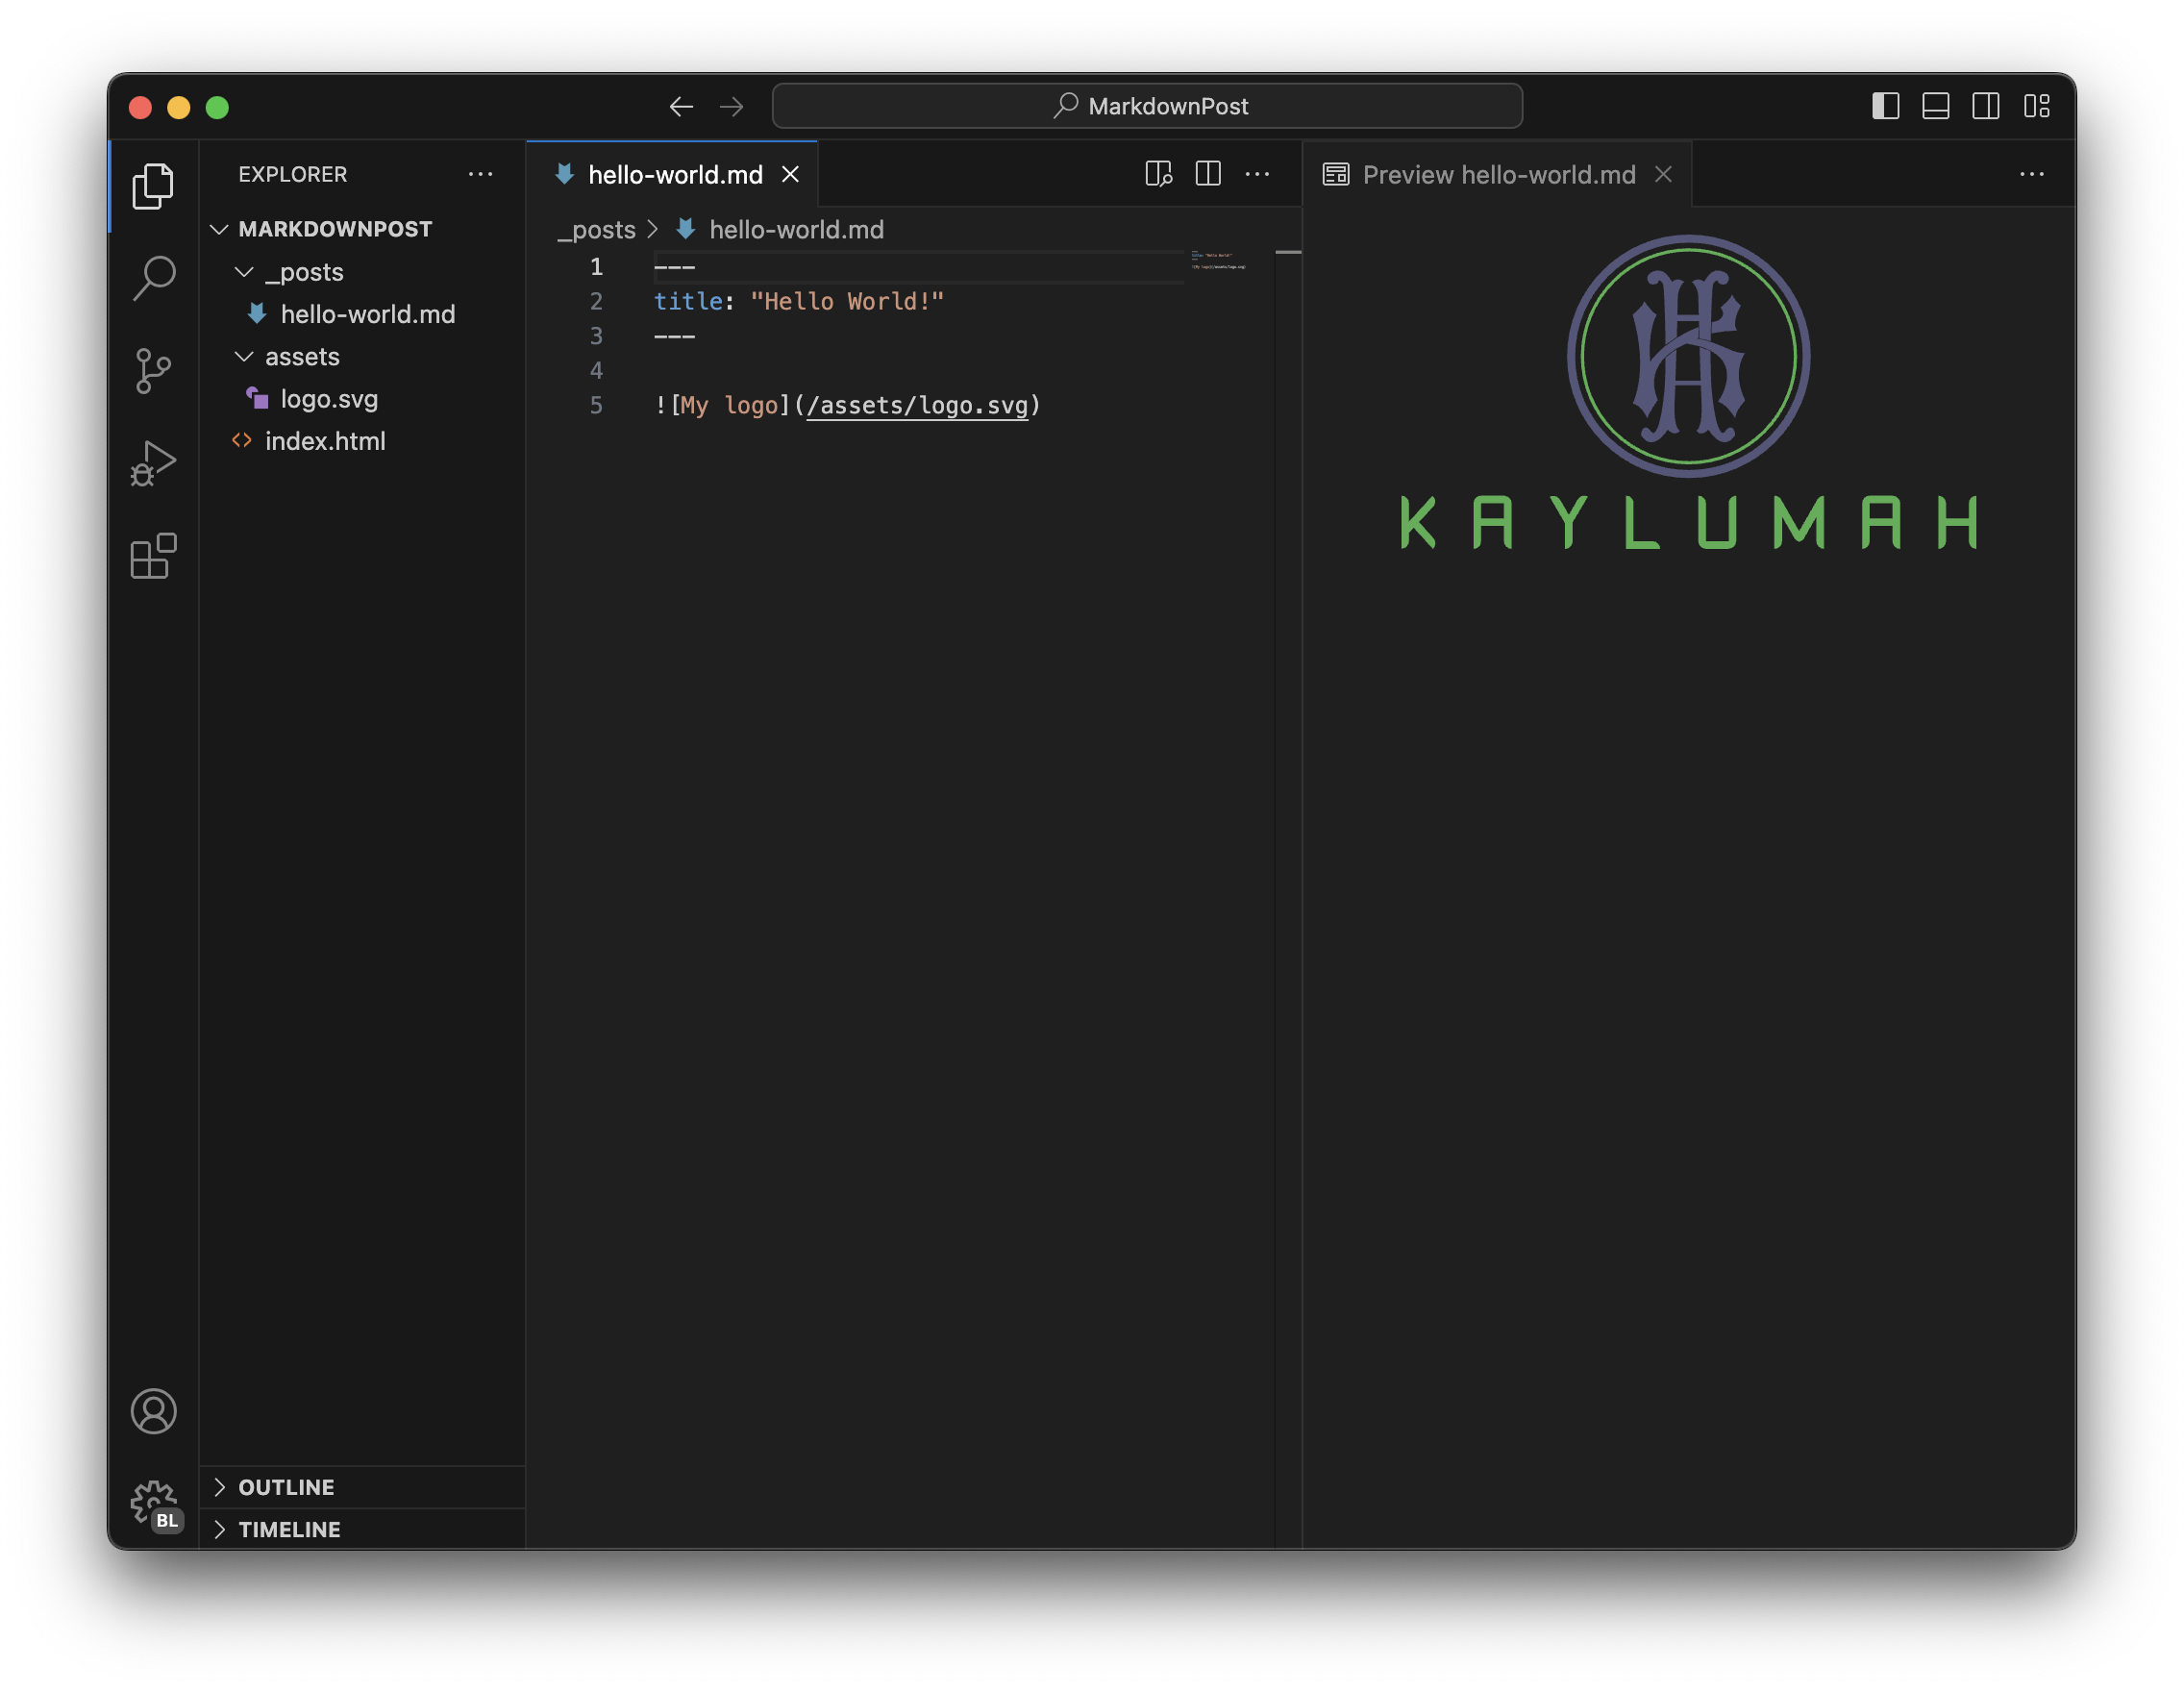 MarkdownPost
EXPLORER
MARKDOWNPOST
_posts
hello-world.md
assets
logo.svg
index.html
OUTLINE
TIMELINE
BL
hello-world.md
_posts > hello-world.md
1 ---
2 title: "Hello World!"
3 ---
4
5 ![My logo](/assets/logo.svg)
Preview hello-world.md
KAYLUMAH